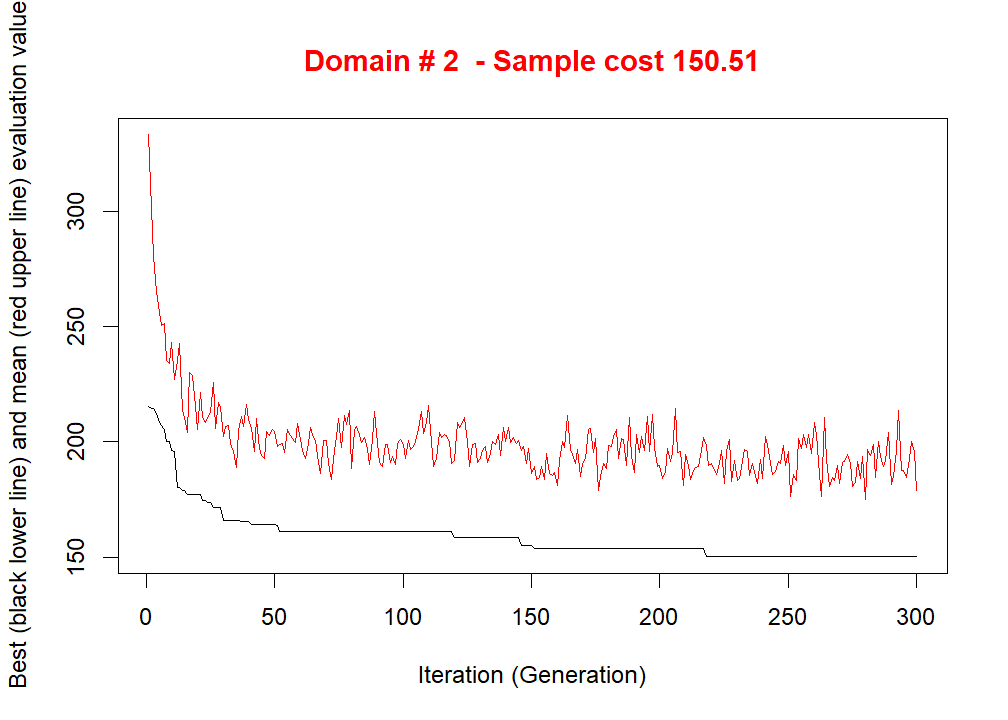 Domain # 2  - Sample cost 150.51
Best (black lower line) and mean (red upper line) evaluation value
300
250
200
150
0 50 100 150 200 250 300
Iteration (Generation)